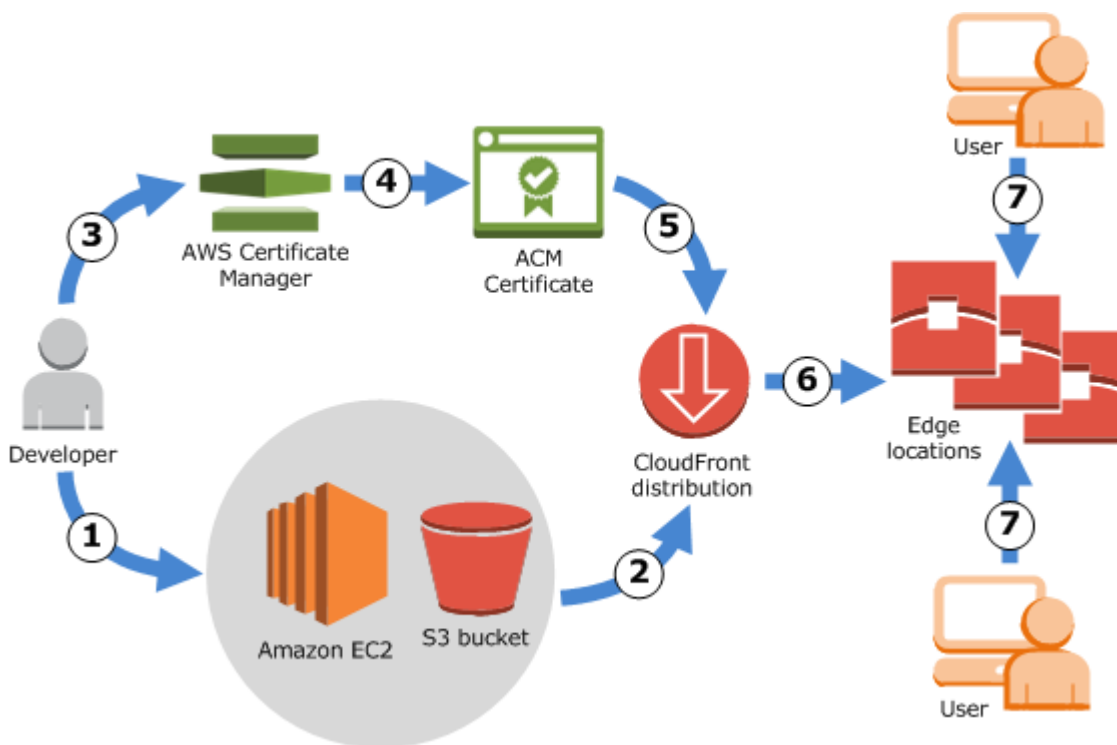 User
7
4
3
5
AWS Certificate
Manager
ACM
Certificate
6
Developer
Edge
locations
CloudFront
distribution
1
2
7
Amazon EC2
S3 bucket
User